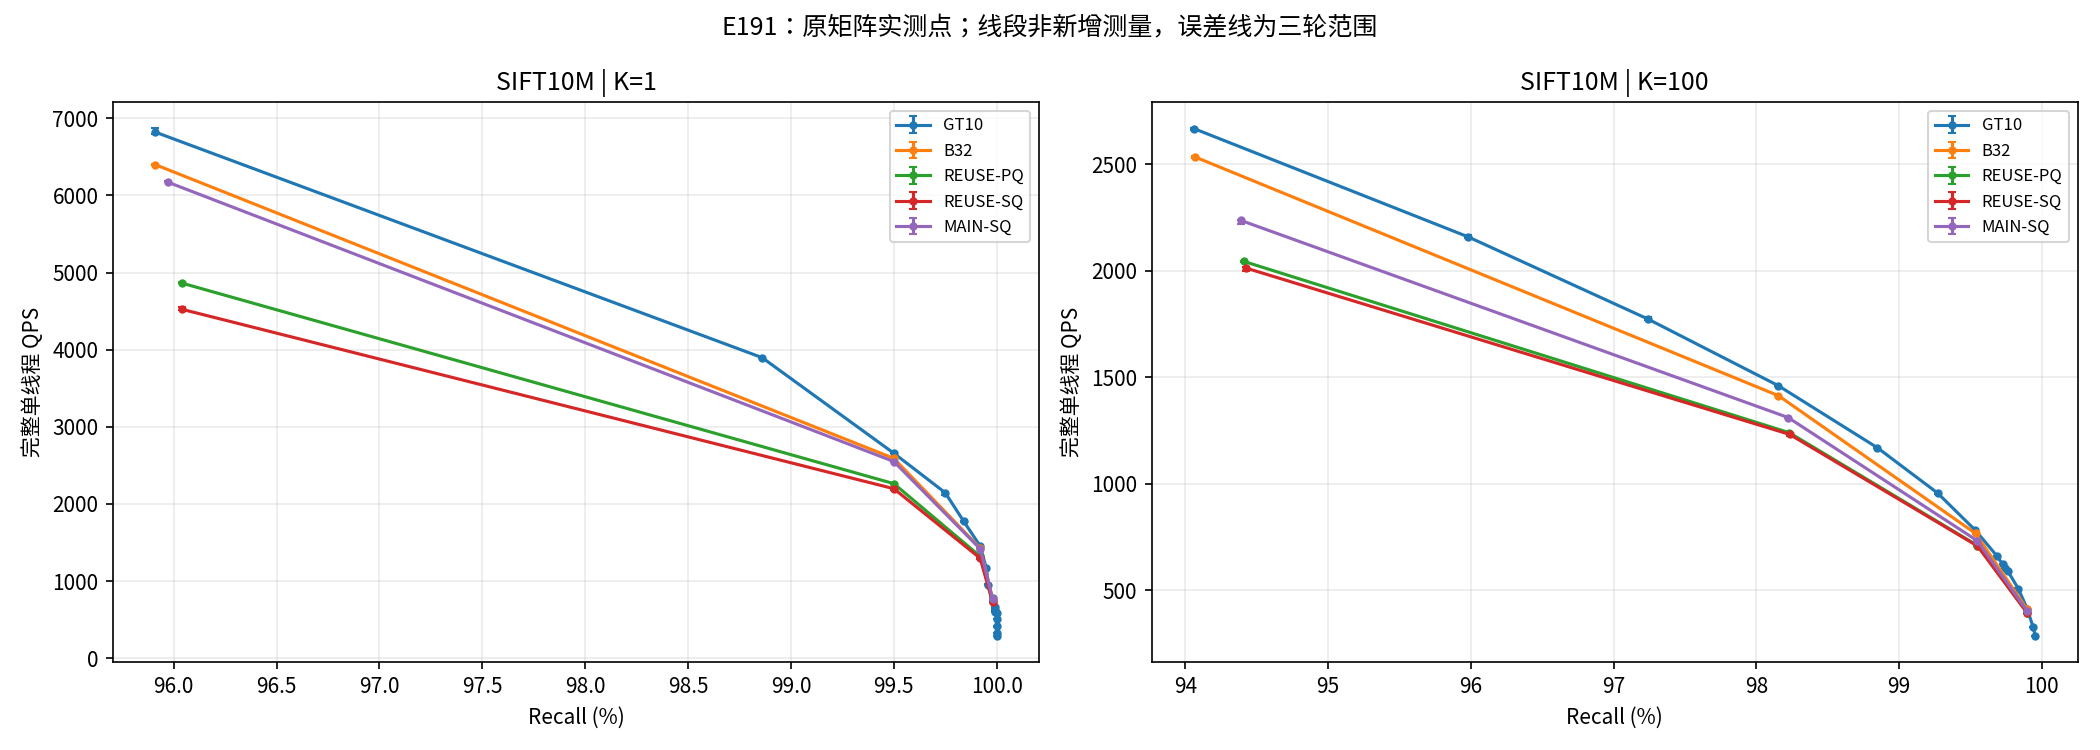 E191：原矩阵实测点；线段非新增测量，误差线为三轮范围
SIFT10M | K=1
完整单线程 QPS
7000
6000
5000
4000
3000
2000
1000
0
GT10
B32
REUSE-PQ
REUSE-SQ
MAIN-SQ
96.0 96.5 97.0 97.5 98.0 98.5 99.0 99.5 100.0
Recall (%)
SIFT10M | K=100
完整单线程 QPS
2500
2000
1500
1000
500
GT10
B32
REUSE-PQ
REUSE-SQ
MAIN-SQ
94 95 96 97 98 99 100
Recall (%)